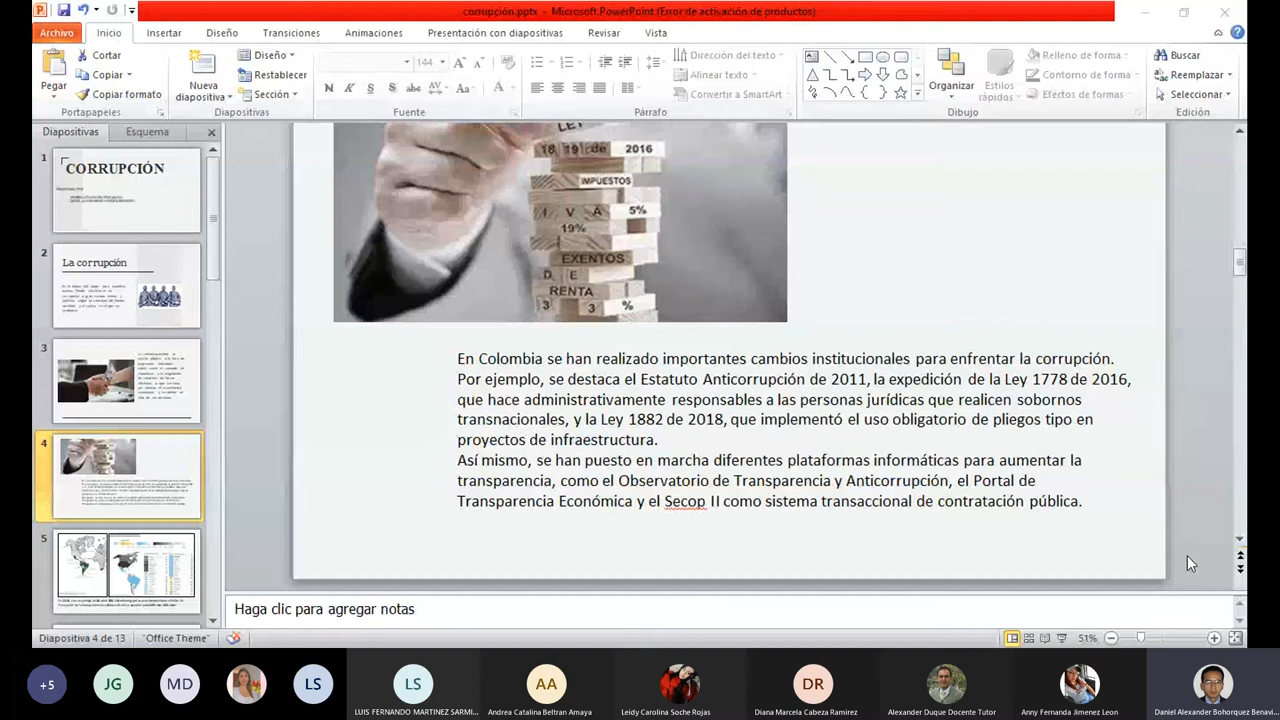 corrupción.pptx - Microsoft PowerPoint (Error de activación de productos)
Archivo Inicio Insertar Diseño Transiciones Animaciones Presentación con diapositivas Revisar Vista
Pegar
Cortar
Copiar
Copiar formato
Portapapeles
Nueva
diapositiva
Diseño
Restablecer
Sección
Diapositivas
144
N K S S abc AV Aa A
Fuente
Párrafo
Dirección del texto
Alinear texto
Convertir a SmartArt
Organizar
Estilos
rápidos
Relleno de forma
Contorno de forma
Efectos de formas
Dibujo
Buscar
Reemplazar
Seleccionar
Edición
Diapositivas Esquema
1
CORRUPCIÓN
2
La corrupción
3
4
5
LEY
18 19 de 2016
IMPUESTOS
I V A 5%
19%
EXENTOS
D E
RENTA
3 3 %
En Colombia se han realizado importantes cambios institucionales para enfrentar la corrupción.
Por ejemplo, se destaca el Estatuto Anticorrupción de 2011, la expedición de la Ley 1778 de 2016,
que hace administrativamente responsables a las personas jurídicas que realicen sobornos
transnacionales, y la Ley 1882 de 2018, que implementó el uso obligatorio de pliegos tipo en
proyectos de infraestructura.
Así mismo, se han puesto en marcha diferentes plataformas informáticas para aumentar la
transparencia, como el Observatorio de Transparencia y Anticorrupción, el Portal de
Transparencia Económica y el Secop II como sistema transaccional de contratación pública.
Haga clic para agregar notas
Diapositiva 4 de 13 "Office Theme" 51%
+5 JG MD LS LS AA DR
LUIS FERNANDO MARTINEZ SARMI... Andrea Catalina Beltran Amaya Leidy Carolina Soche Rojas Diana Marcela Cabeza Ramirez Alexander Duque Docente Tutor Anny Fernanda Jimenez Leon Daniel Alexander Bohorquez Benavi...